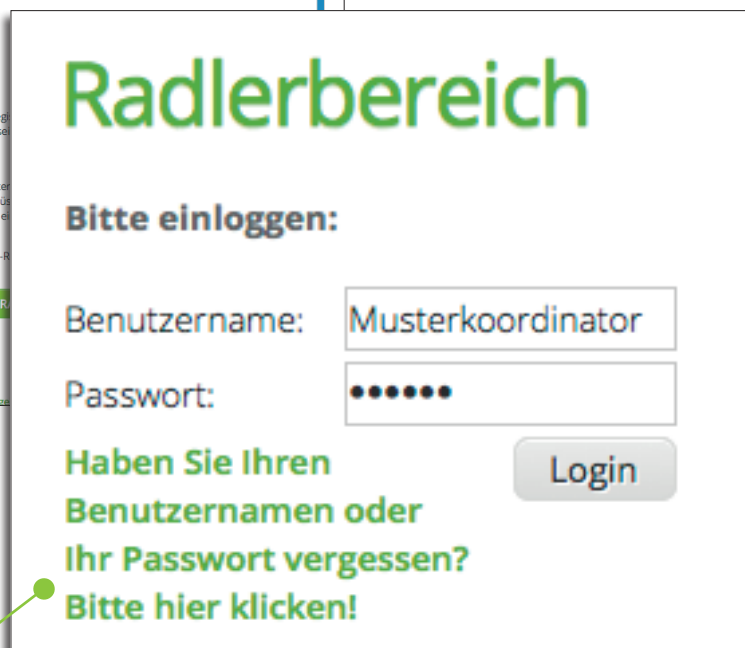 Radlerbereich
Bitte einloggen:
Benutzername: Musterkoordinator
Passwort: ••••••
Haben Sie Ihren
Login
Benutzernamen oder
Ihr Passwort vergessen?
Bitte hier klicken!